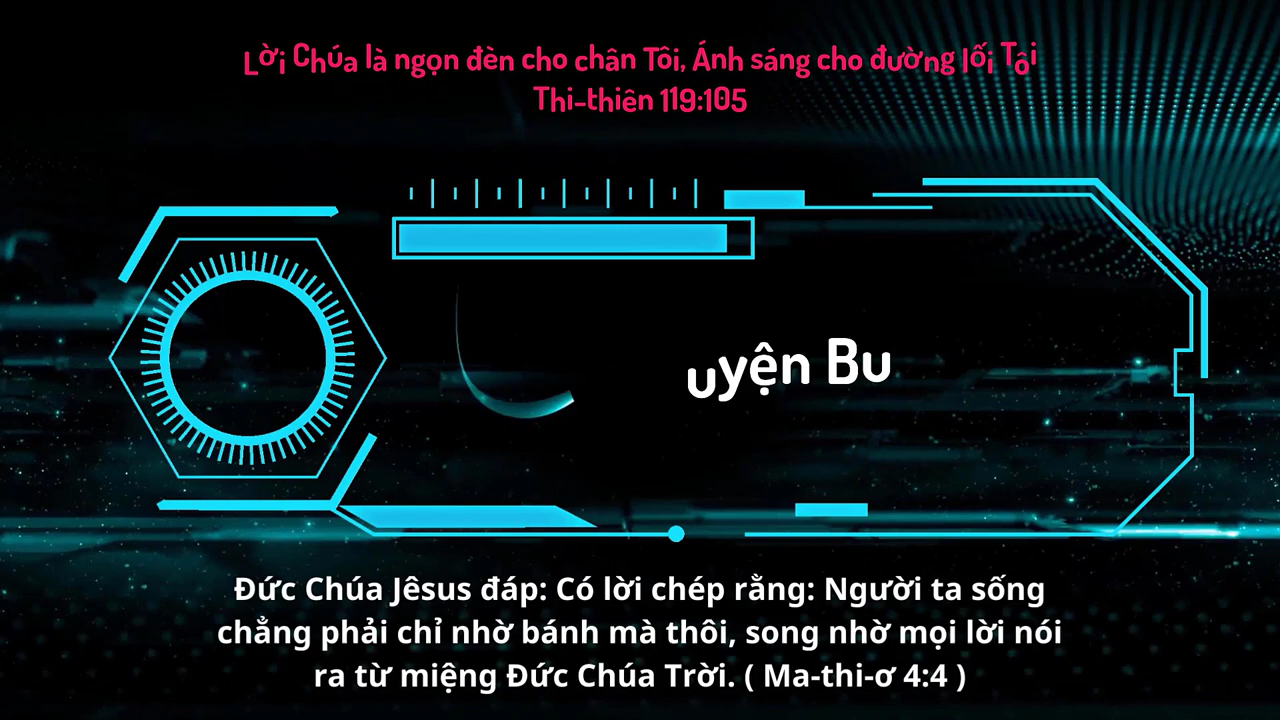 Lời Chúa là ngọn đèn cho chân Tôi, Ánh sáng cho đường lối Tôi
Thi-thiên 119:105
uyện Bu
Đức Chúa Jêsus đáp: Có lời chép rằng: Người ta sống
chẳng phải chỉ nhờ bánh mà thôi, song nhờ mọi lời nói
ra từ miệng Đức Chúa Trời. ( Ma-thi-ơ 4:4 )